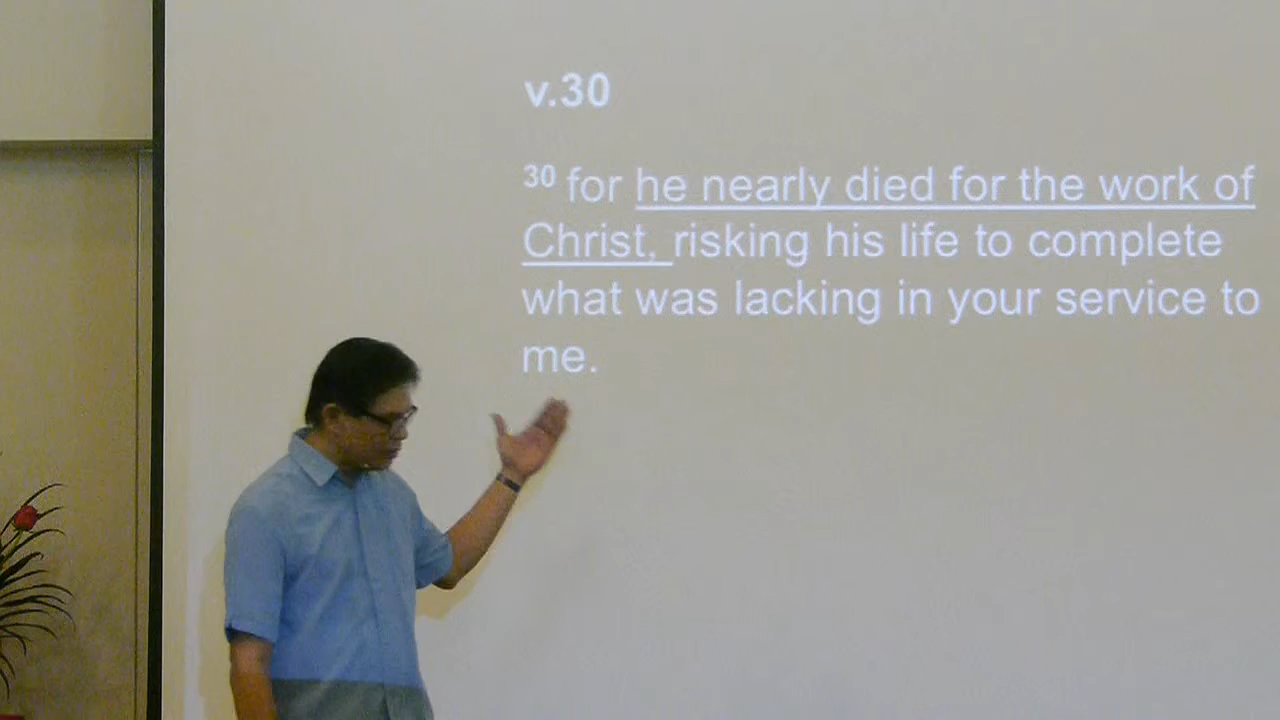 v.30
30 for he nearly died for the work of
Christ, risking his life to complete
what was lacking in your service to
me.